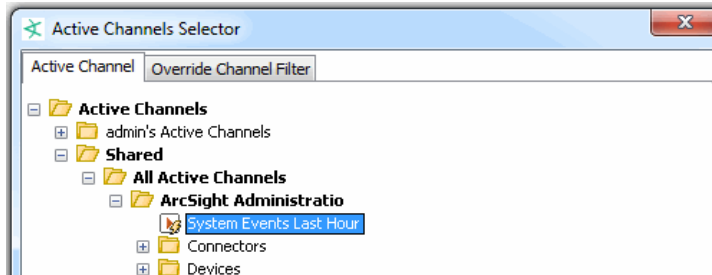 Active Channels Selector
Active Channel Override Channel Filter
Active Channels
admin's Active Channels
Shared
All Active Channels
ArcSight Administratio
System Events Last Hour
Connectors
Devices